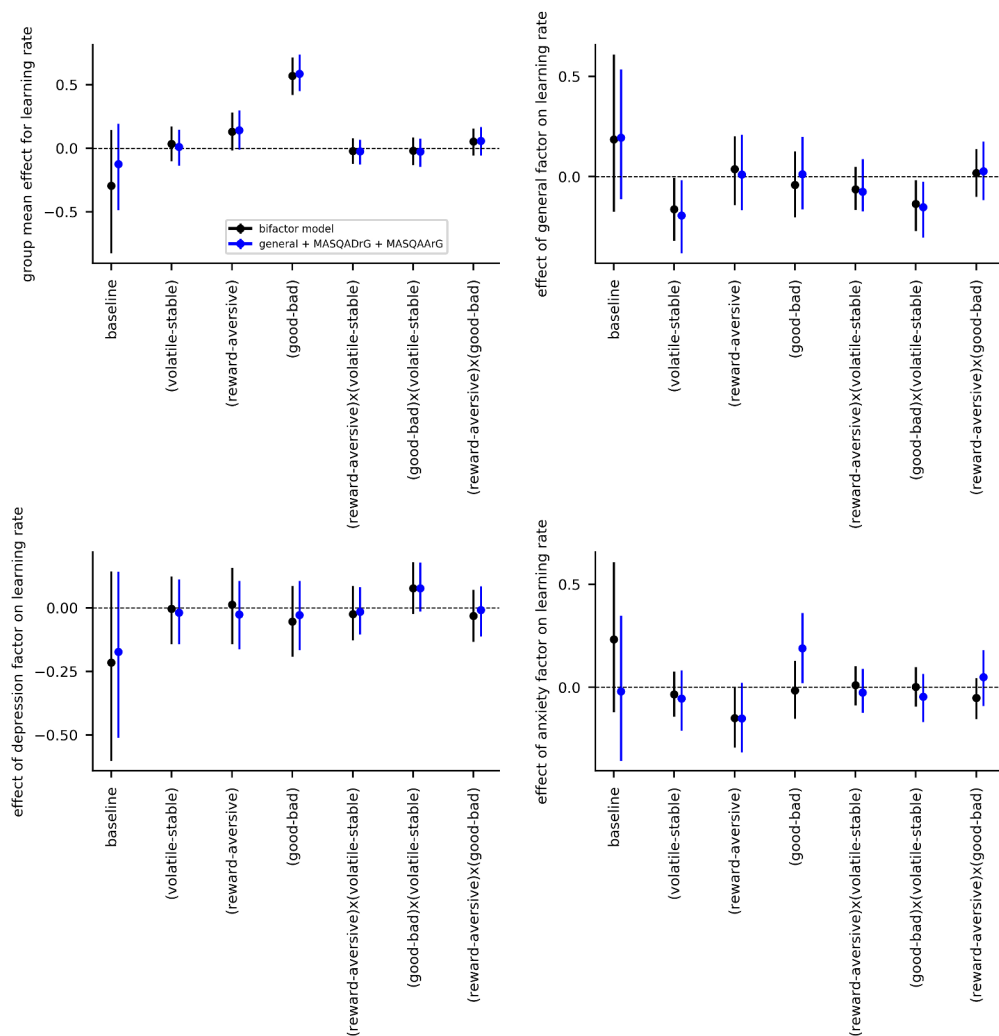 group mean effect for learning rate
0.5
0.0
−0.5
bifactor model
general + MASQADrG + MASQAArG
baseline
(volatile-stable)
(reward-aversive)
(good-bad)
(reward-aversive)x(volatile-stable)
(good-bad)x(volatile-stable)
(reward-aversive)x(good-bad)
effect of general factor on learning rate
0.5
0.0
baseline
(volatile-stable)
(reward-aversive)
(good-bad)
(reward-aversive)x(volatile-stable)
(good-bad)x(volatile-stable)
(reward-aversive)x(good-bad)
effect of depression factor on learning rate
0.00
−0.25
−0.50
baseline
(volatile-stable)
(reward-aversive)
(good-bad)
(reward-aversive)x(volatile-stable)
(good-bad)x(volatile-stable)
(reward-aversive)x(good-bad)
effect of anxiety factor on learning rate
0.5
0.0
baseline
(volatile-stable)
(reward-aversive)
(good-bad)
(reward-aversive)x(volatile-stable)
(good-bad)x(volatile-stable)
(reward-aversive)x(good-bad)